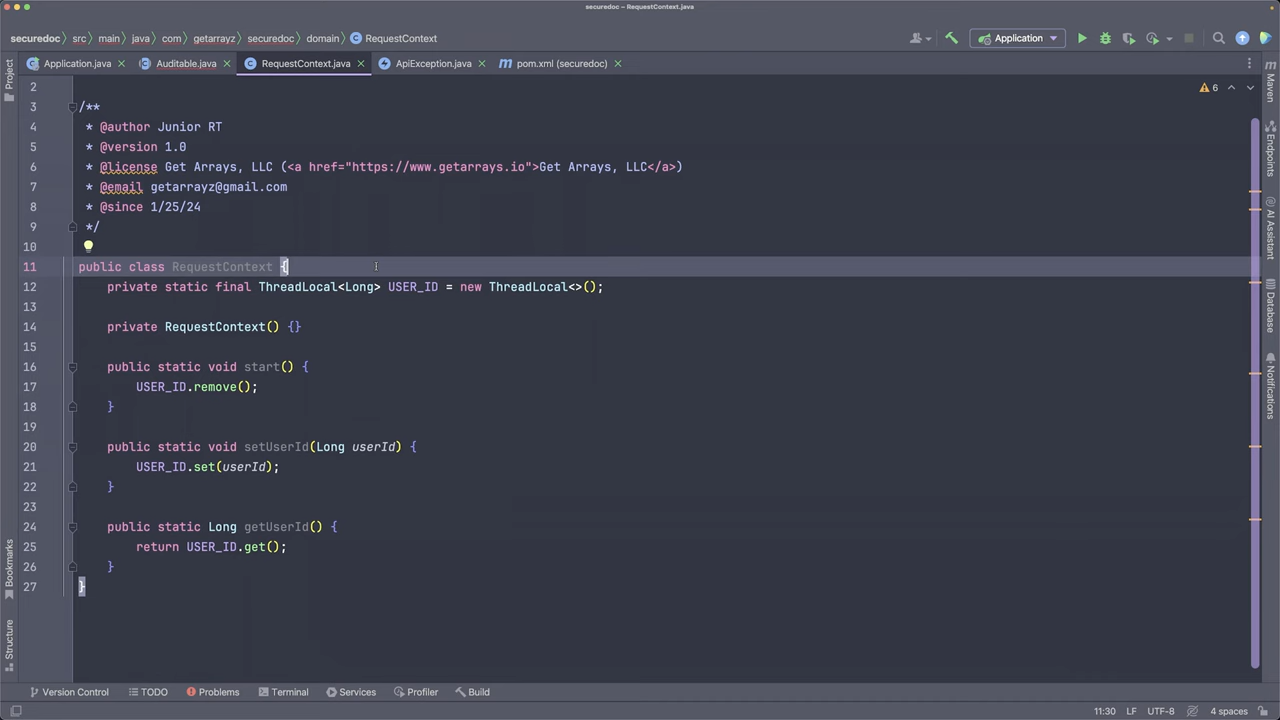 securedoc – RequestContext.java
securedoc > src > main > java > com > getarrayz > securedoc > domain > RequestContext
Application
Application.java
Auditable.java
RequestContext.java
ApiException.java
pom.xml (securedoc)
Project
Bookmarks
Structure
6
2
3 /**
4  * @author Junior RT
5  * @version 1.0
6  * @license Get Arrays, LLC (<a href="https://www.getarrays.io">Get Arrays, LLC</a>)
7  * @email getarrayz@gmail.com
8  * @since 1/25/24
9  */
10
11 public class RequestContext {
12     private static final ThreadLocal<Long> USER_ID = new ThreadLocal<>();
13
14     private RequestContext() {}
15
16     public static void start() {
17         USER_ID.remove();
18     }
19
20     public static void setUserId(Long userId) {
21         USER_ID.set(userId);
22     }
23
24     public static Long getUserId() {
25         return USER_ID.get();
26     }
27 }
m
Maven
Endpoints
AI Assistant
Database
Notifications
Version Control
TODO
Problems
Terminal
Services
Profiler
Build
11:30 LF UTF-8 4 spaces